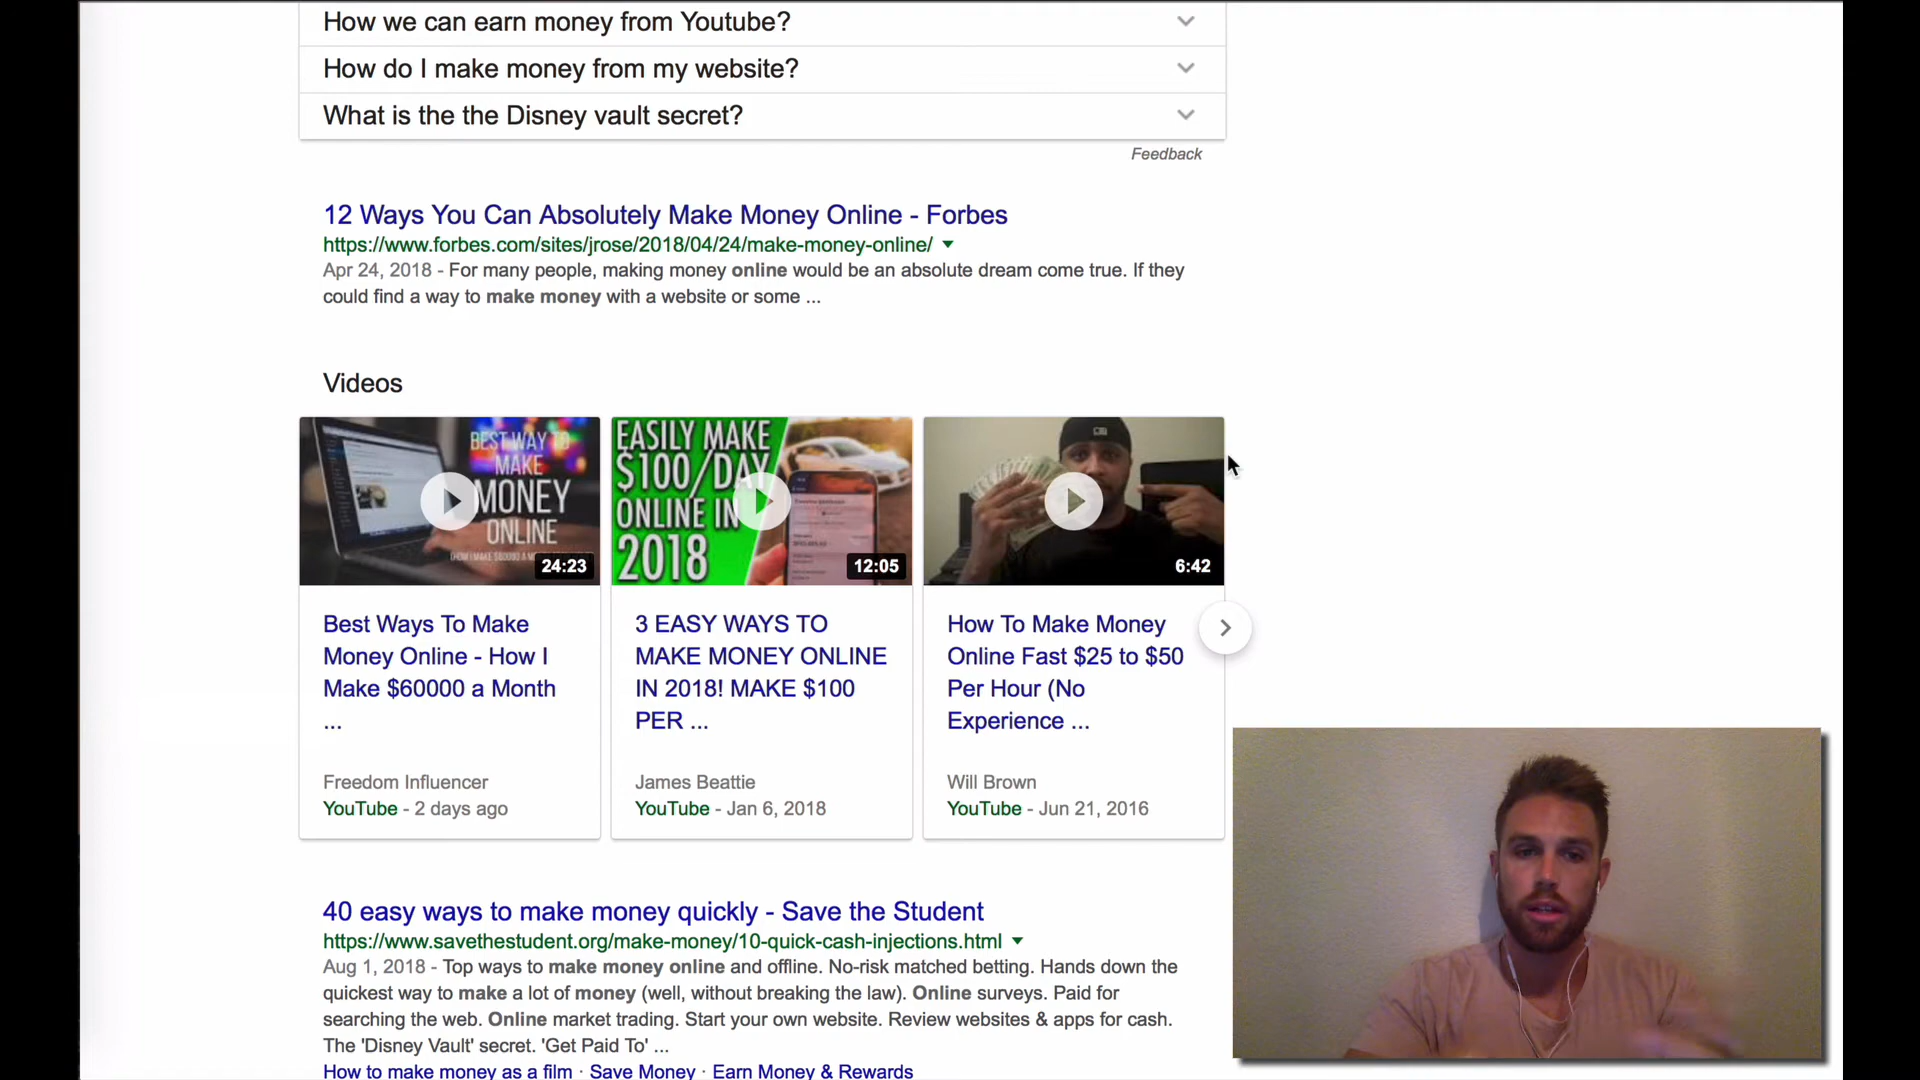 How we can earn money from Youtube?
How do I make money from my website?
What is the the Disney vault secret?
Feedback
12 Ways You Can Absolutely Make Money Online - Forbes
https://www.forbes.com/sites/jrose/2018/04/24/make-money-online/
Apr 24, 2018 - For many people, making money online would be an absolute dream come true. If they
could find a way to make money with a website or some ...
Videos
BEST WAY TO
MAKE
MONEY
ONLINE
24:23
EASILY MAKE
$100/DAY
ONLINE IN
2018
12:05
6:42
Best Ways To Make
Money Online - How I
Make $60000 a Month
...
Freedom Influencer
YouTube - 2 days ago
3 EASY WAYS TO
MAKE MONEY ONLINE
IN 2018! MAKE $100
PER ...
James Beattie
YouTube - Jan 6, 2018
How To Make Money
Online Fast $25 to $50
Per Hour (No
Experience ...
Will Brown
YouTube - Jun 21, 2016
40 easy ways to make money quickly - Save the Student
https://www.savethestudent.org/make-money/10-quick-cash-injections.html
Aug 1, 2018 - Top ways to make money online and offline. No-risk matched betting. Hands down the
quickest way to make a lot of money (well, without breaking the law). Online surveys. Paid for
searching the web. Online market trading. Start your own website. Review websites & apps for cash.
The 'Disney Vault' secret. 'Get Paid To' ...
How to make money as a film · Save Money · Earn Money & Rewards